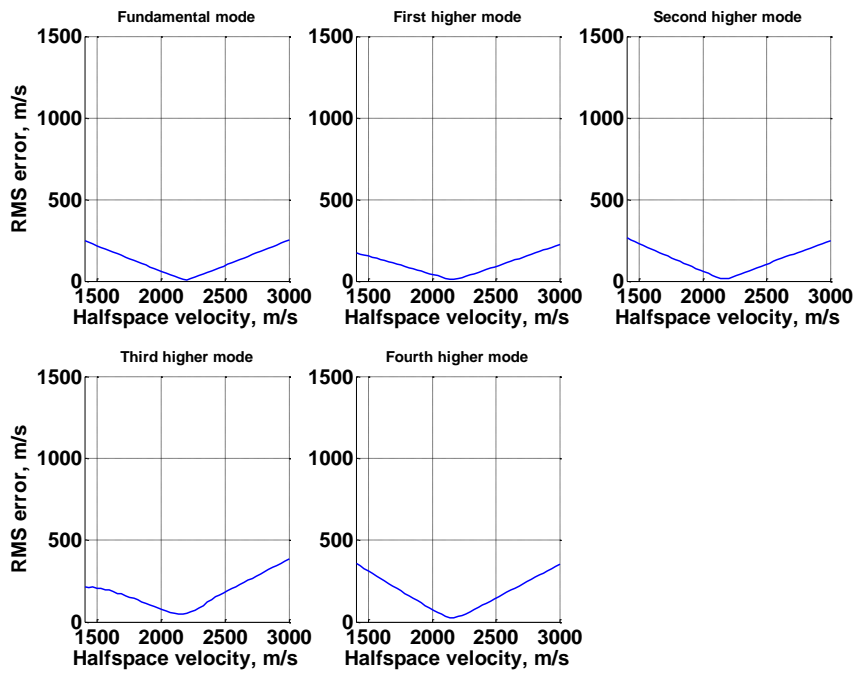 Fundamental mode
1500
1000
500
0
RMS error, m/s
1500 2000 2500 3000
Halfspace velocity, m/s
First higher mode
1500
1000
500
0
1500 2000 2500 3000
Halfspace velocity, m/s
Second higher mode
1500
1000
500
0
1500 2000 2500 3000
Halfspace velocity, m/s
Third higher mode
1500
1000
500
0
RMS error, m/s
1500 2000 2500 3000
Halfspace velocity, m/s
Fourth higher mode
1500
1000
500
0
1500 2000 2500 3000
Halfspace velocity, m/s